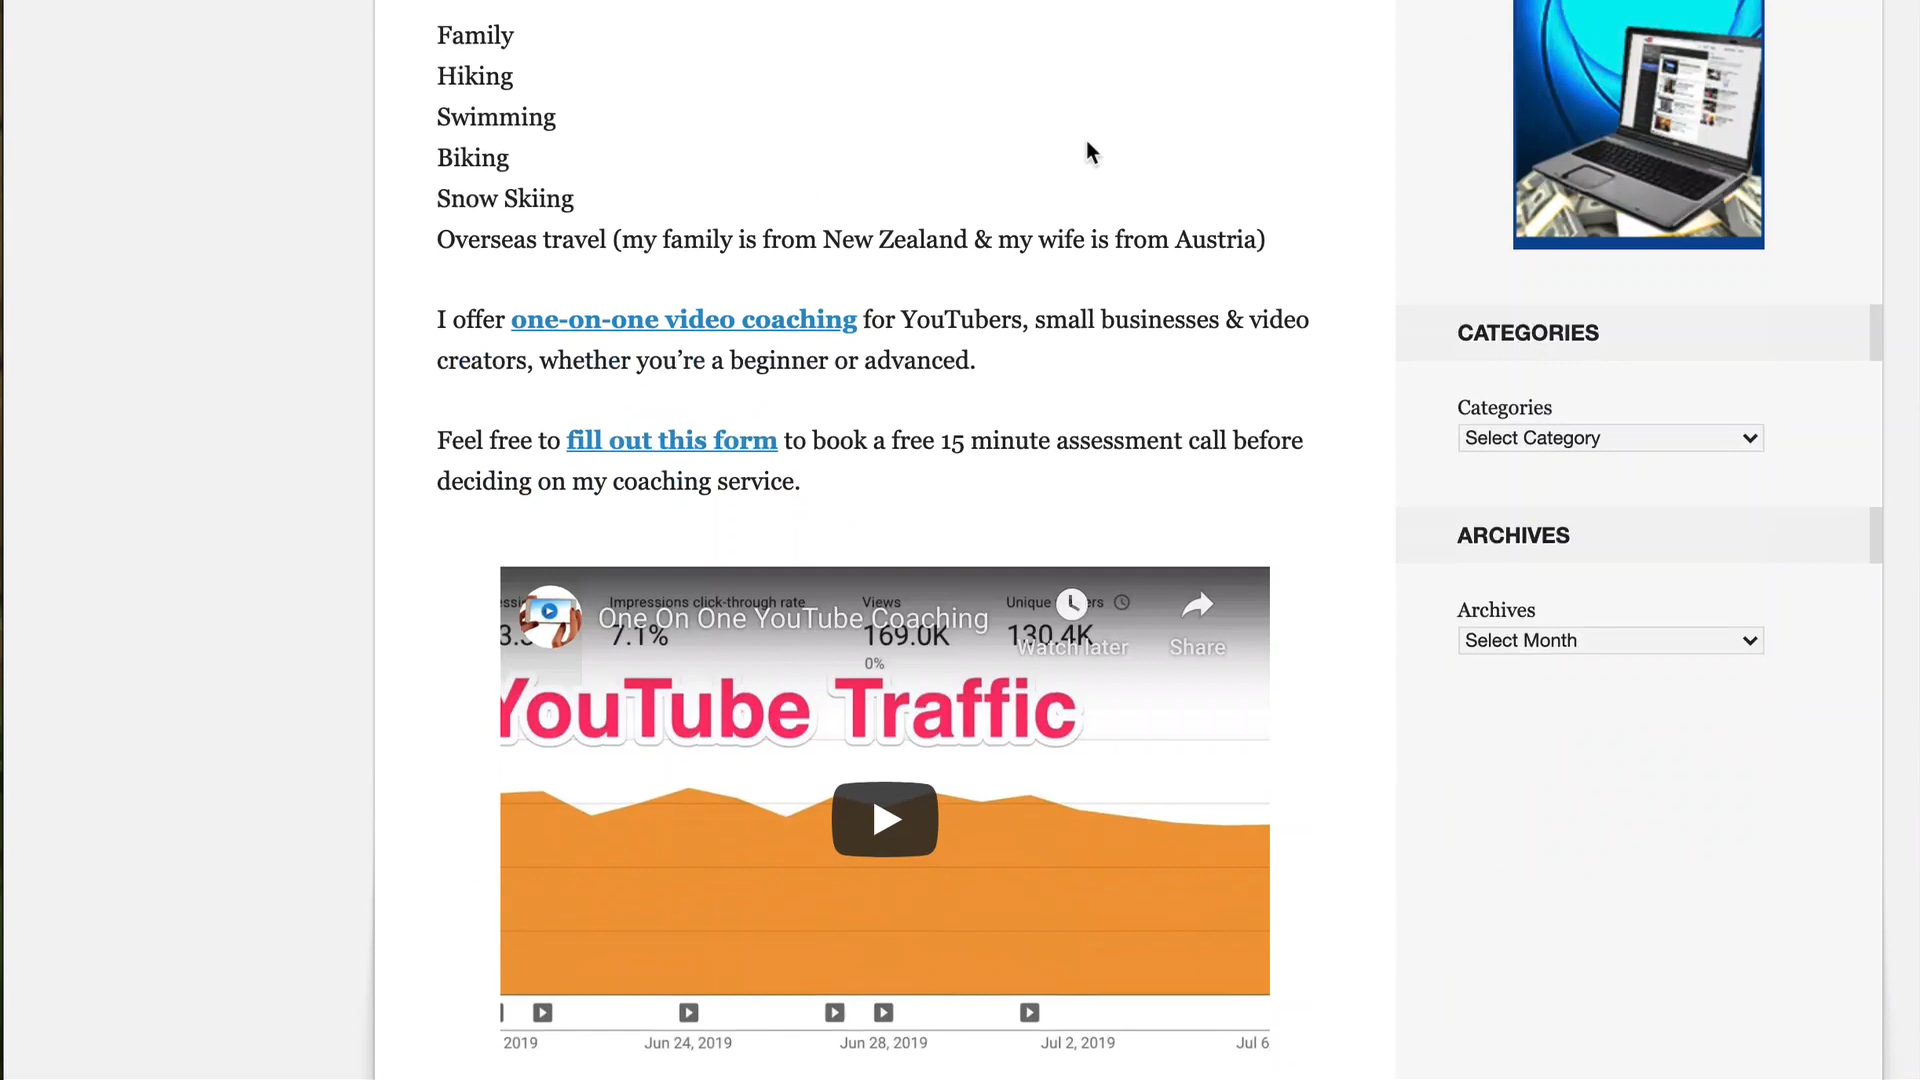 Family
Hiking
Swimming
Biking
Snow Skiing
Overseas travel (my family is from New Zealand & my wife is from Austria)
I offer one-on-one video coaching for YouTubers, small businesses & video
creators, whether you’re a beginner or advanced.
Feel free to fill out this form to book a free 15 minute assessment call before
deciding on my coaching service.
Impressions click-through rate Views Unique
One On One YouTube Coaching
7.1% 169.0K 130.4K
Watch later Share
0%
YouTube Traffic
2019 Jun 24, 2019 Jun 28, 2019 Jul 2, 2019 Jul 6
CATEGORIES
Categories
Select Category
ARCHIVES
Archives
Select Month